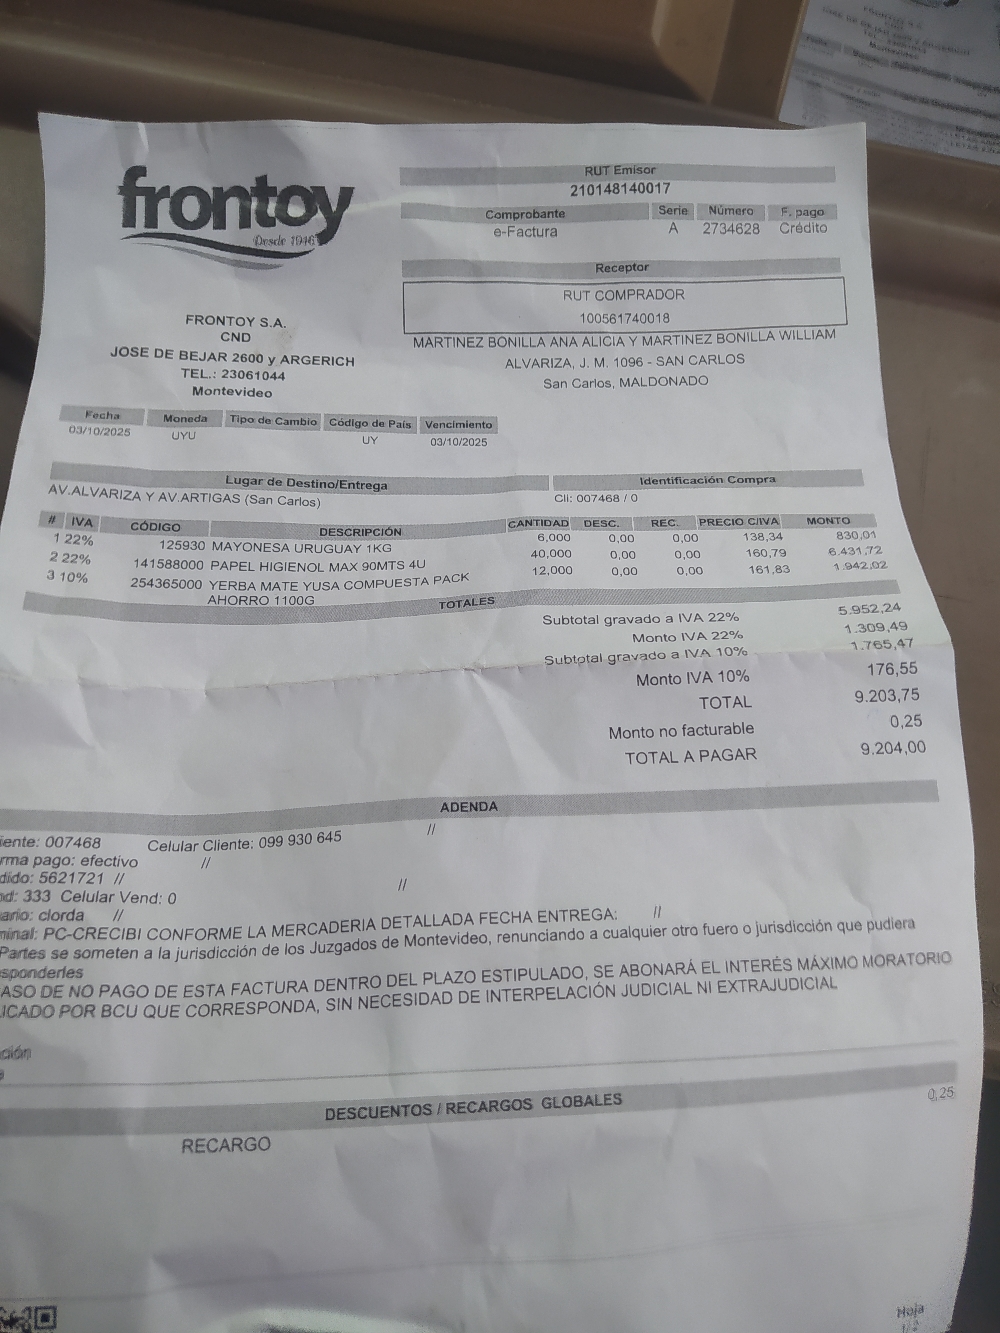 frontoy
Desde 1946
RUT Emisor
210148140017
Comprobante Serie Número F. pago
e-Factura A 2734628 Crédito
Receptor
RUT COMPRADOR
100561740018
MARTINEZ BONILLA ANA ALICIA Y MARTINEZ BONILLA WILLIAM
ALVARIZA, J. M. 1096 - SAN CARLOS
San Carlos, MALDONADO
FRONTOY S.A.
CND
JOSE DE BEJAR 2600 y ARGERICH
TEL.: 23061044
Montevideo
Fecha Moneda Tipo de Cambio Código de País Vencimiento
03/10/2025 UYU UY 03/10/2025
Lugar de Destino/Entrega Identificación Compra
AV.ALVARIZA Y AV.ARTIGAS (San Carlos) Cli: 007468 / 0
# IVA CÓDIGO DESCRIPCIÓN CANTIDAD DESC. REC. PRECIO C/IVA MONTO
1 22% 125930 MAYONESA URUGUAY 1KG 6,000 0,00 0,00 138,34 830,01
2 22% 141588000 PAPEL HIGIENOL MAX 90MTS 4U 40,000 0,00 0,00 160,79 6.431,72
3 10% 254365000 YERBA MATE YUSA COMPUESTA PACK 12,000 0,00 0,00 161,83 1.942,02
AHORRO 1100G
TOTALES
Subtotal gravado a IVA 22% 5.952,24
Monto IVA 22% 1.309,49
Subtotal gravado a IVA 10% 1.765,47
Monto IVA 10% 176,55
TOTAL 9.203,75
Monto no facturable 0,25
TOTAL A PAGAR 9.204,00
ADENDA
iente: 007468 Celular Cliente: 099 930 645 //
rma pago: efectivo //
dido: 5621721 //
nd: 333 Celular Vend: 0 //
ario: clorda //
minal: PC-CRECIBI CONFORME LA MERCADERIA DETALLADA FECHA ENTREGA: //
Partes se someten a la jurisdicción de los Juzgados de Montevideo, renunciando a cualquier otro fuero o jurisdicción que pudiera
sponderles
ASO DE NO PAGO DE ESTA FACTURA DENTRO DEL PLAZO ESTIPULADO, SE ABONARÁ EL INTERÉS MÁXIMO MORATORIO
ICADO POR BCU QUE CORRESPONDA, SIN NECESIDAD DE INTERPELACIÓN JUDICIAL NI EXTRAJUDICIAL
ción
DESCUENTOS / RECARGOS GLOBALES
RECARGO 0,25
Hoja